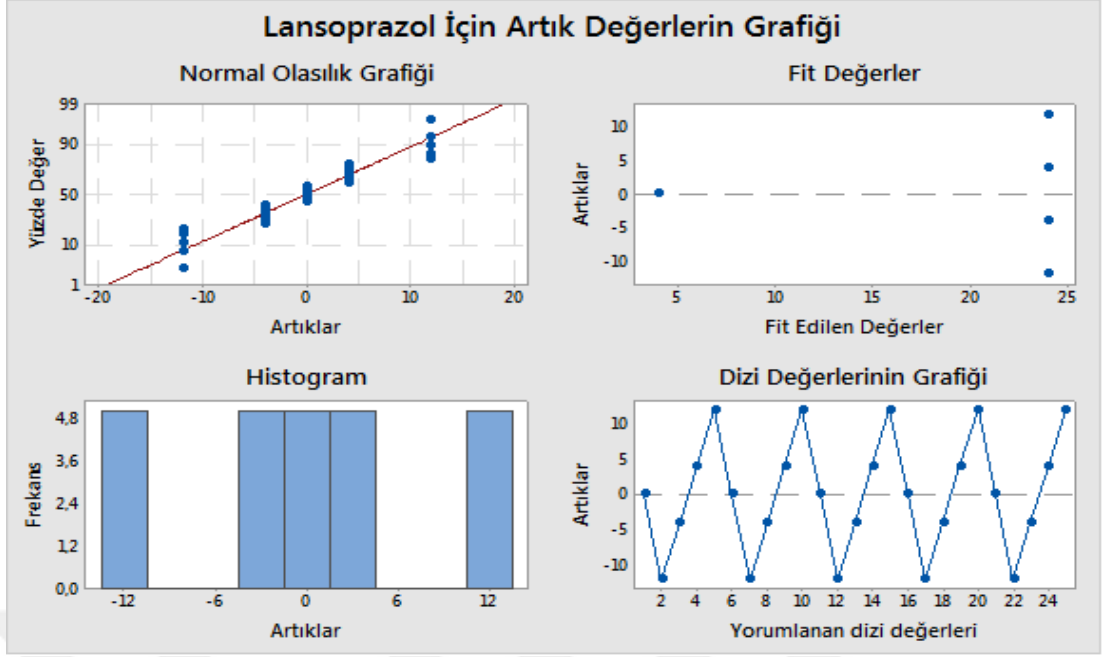 Lansoprazol İçin Artık Değerlerin Grafiği
Normal Olasılık Grafiği
99
90
50
10
1
Yüzde Değer
-20 -10 0 10 20
Artıklar
Fit Değerler
10
5
0
-5
-10
Artıklar
5 10 15 20 25
Fit Edilen Değerler
Histogram
4,8
3,6
2,4
1,2
0,0
Frekans
-12 -6 0 6 12
Artıklar
Dizi Değerlerinin Grafiği
10
5
0
-5
-10
Artıklar
2 4 6 8 10 12 14 16 18 20 22 24
Yorumlanan dizi değerleri